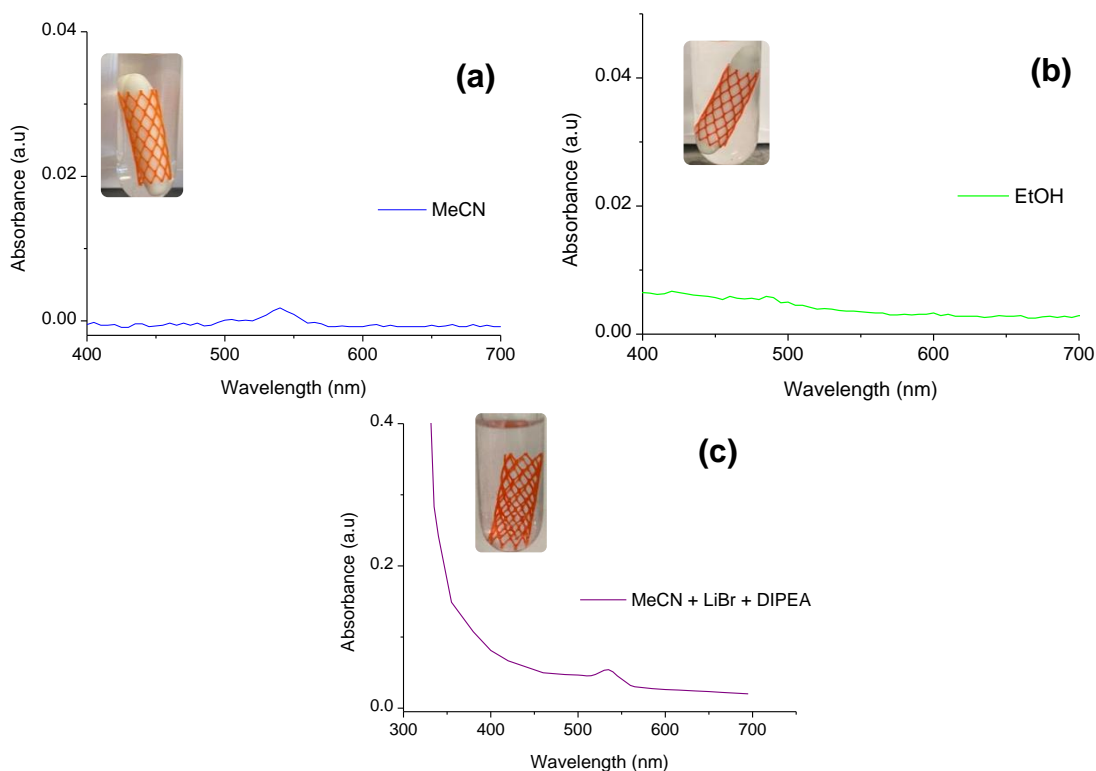 0.04
(a)
Absorbance (a.u)
0.02
MeCN
0.00
400
500
600
700
Wavelength (nm)
(b)
0.04
Absorbance (a.u)
0.02
EtOH
0.00
400
500
600
700
Wavelength (nm)
0.4
(c)
Absorbance (a.u)
0.2
MeCN + LiBr + DIPEA
0.0
300
400
500
600
700
Wavelength (nm)